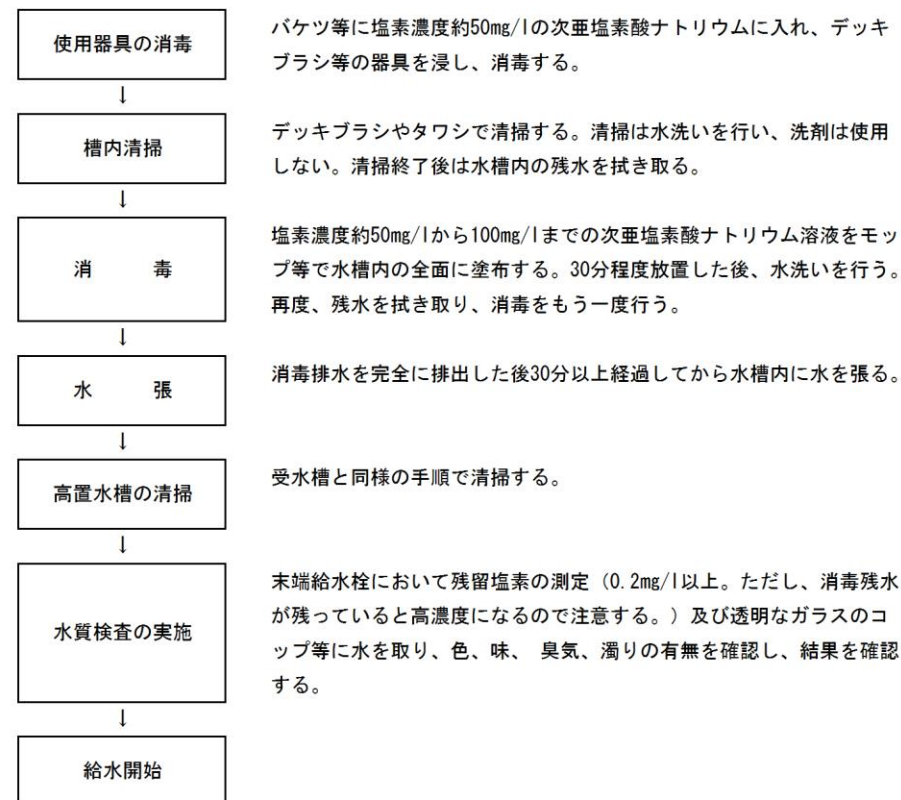 使用器具の消毒
バケツ等に塩素濃度約50mg/lの次亜塩素酸ナトリウムに入れ、デッキ
ブラシ等の器具を浸し、消毒する。
↓
槽内清掃
デッキブラシやタワシで清掃する。清掃は水洗いを行い、洗剤は使用
しない。清掃終了後は水槽内の残水を拭き取る。
↓
消　　毒
塩素濃度約50mg/lから100mg/lまでの次亜塩素酸ナトリウム溶液をモッ
プ等で水槽内の全面に塗布する。30分程度放置した後、水洗いを行う。
再度、残水を拭き取り、消毒をもう一度行う。
↓
水　　張
消毒排水を完全に排出した後30分以上経過してから水槽内に水を張る。
↓
高置水槽の清掃
受水槽と同様の手順で清掃する。
↓
水質検査の実施
末端給水栓において残留塩素の測定（0.2mg/l以上。ただし、消毒残水
が残っていると高濃度になるので注意する。）及び透明なガラスのコ
ップ等に水を取り、色、味、 臭気、濁りの有無を確認し、結果を確認
する。
↓
給水開始